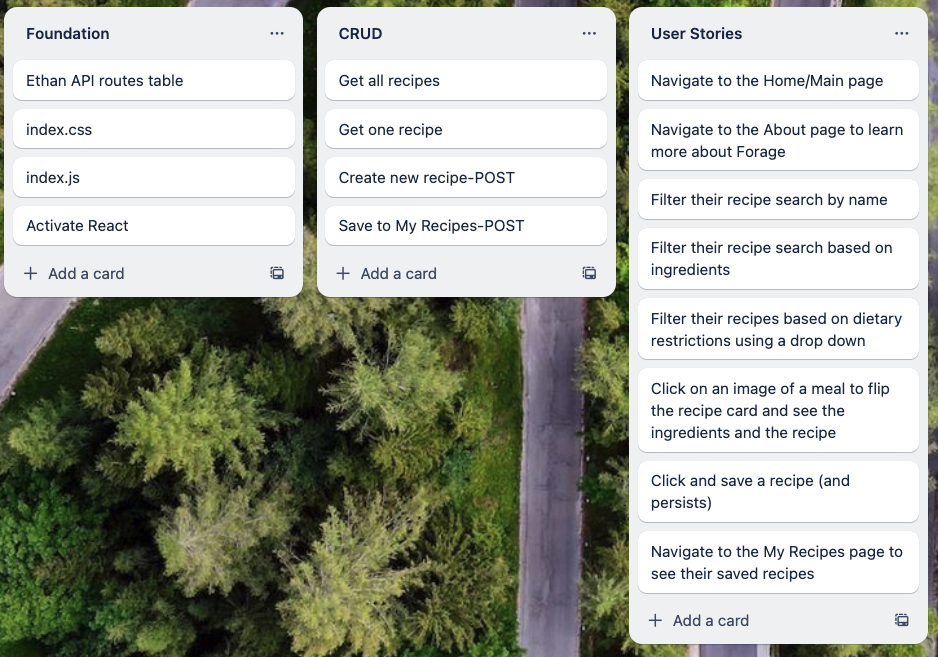 Foundation
Ethan API routes table
index.css
index.js
Activate React
Add a card
CRUD
Get all recipes
Get one recipe
Create new recipe-POST
Save to My Recipes-POST
Add a card
User Stories
Navigate to the Home/Main page
Navigate to the About page to learn
more about Forage
Filter their recipe search by name
Filter their recipe search based on
ingredients
Filter their recipes based on dietary
restrictions using a drop down
Click on an image of a meal to flip
the recipe card and see the
ingredients and the recipe
Click and save a recipe (and
persists)
Navigate to the My Recipes page to
see their saved recipes
Add a card